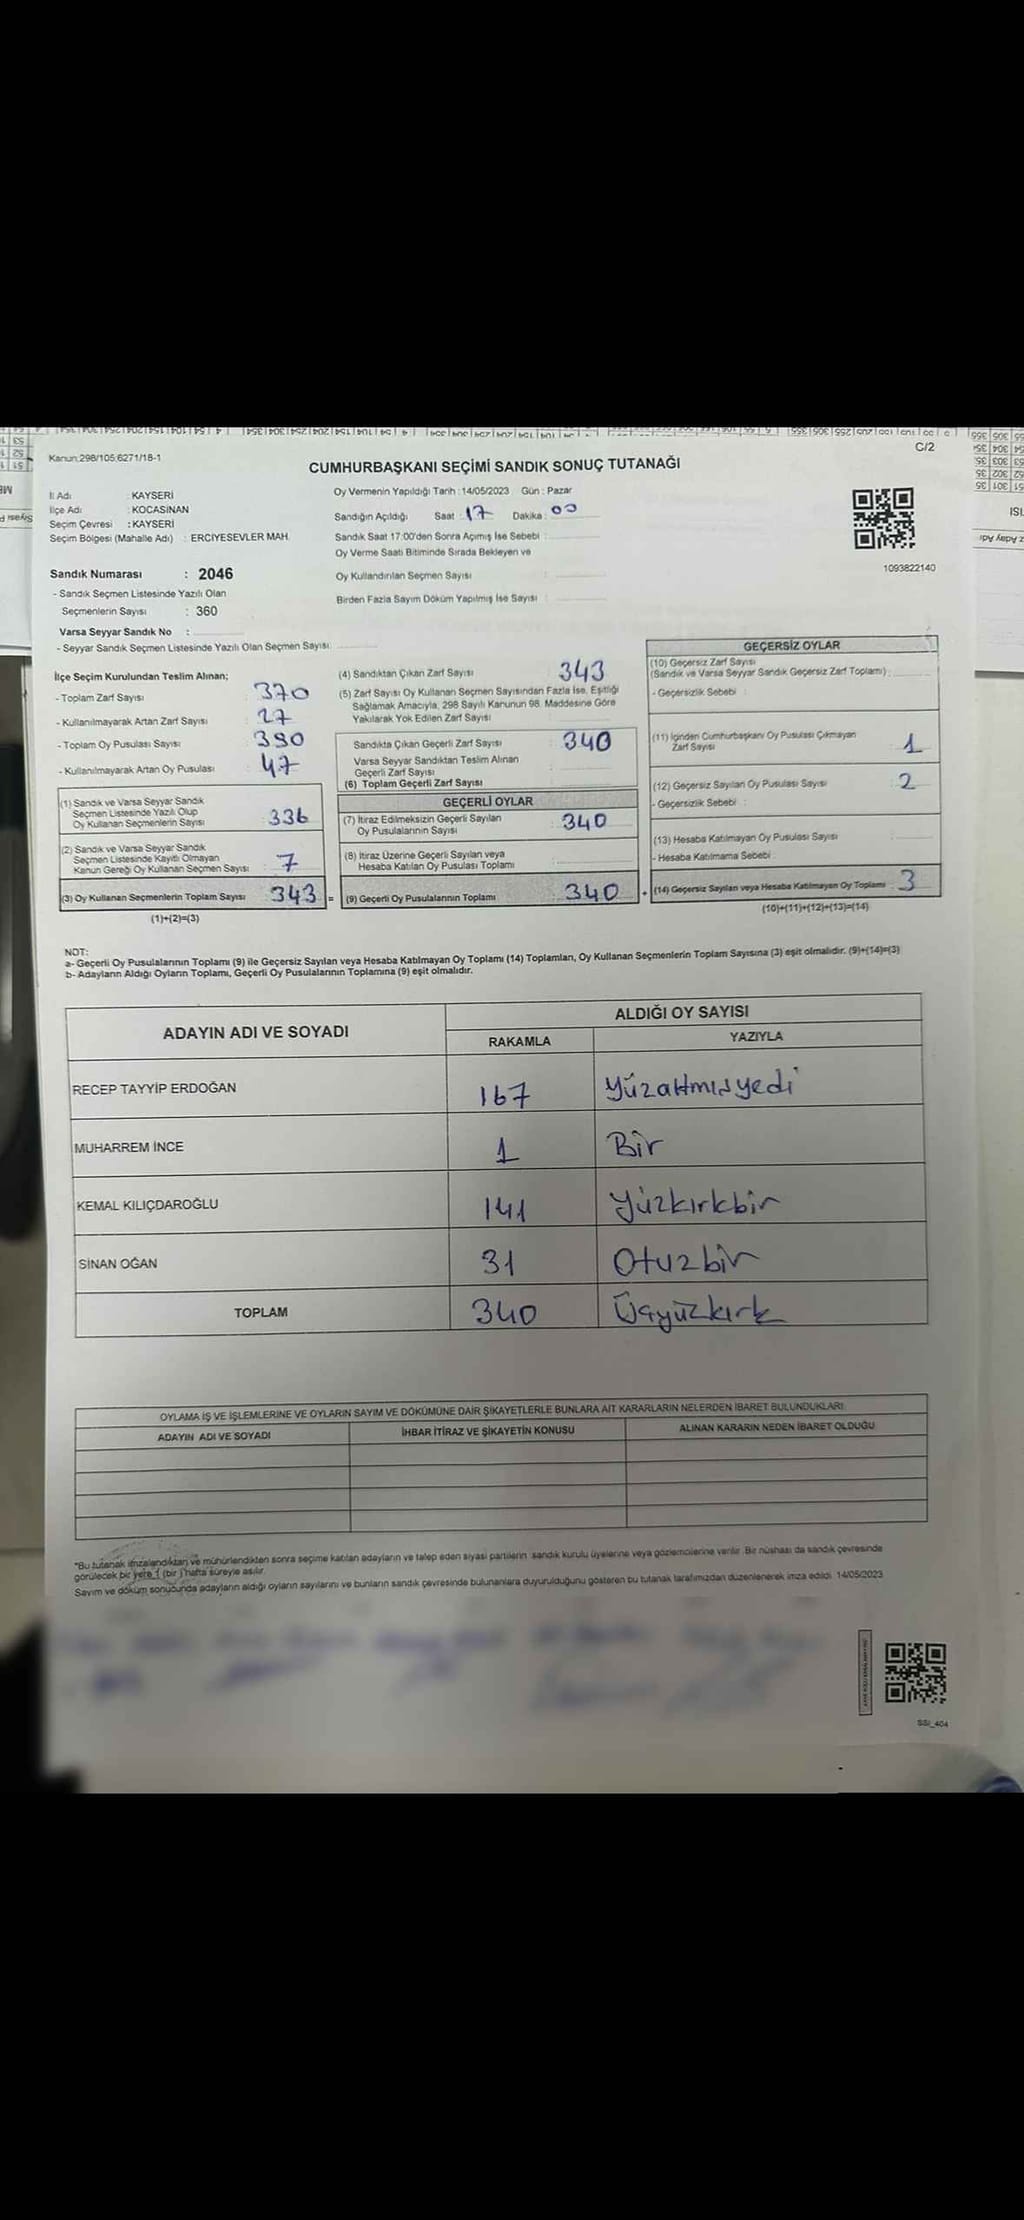 C/2
Kanun:298/105;6271/18-1
CUMHURBAŞKANI SEÇİMİ SANDIK SONUÇ TUTANAĞI
İl Adı : KAYSERİ
İlçe Adı : KOCASİNAN
Seçim Çevresi : KAYSERİ
Seçim Bölgesi (Mahalle Adı) : ERCİYESEVLER MAH.
Sandık Numarası : 2046
- Sandık Seçmen Listesinde Yazılı Olan
Seçmenlerin Sayısı : 360
Varsa Seyyar Sandık No :
- Seyyar Sandık Seçmen Listesinde Yazılı Olan Seçmen Sayısı:
Oy Vermenin Yapıldığı Tarih : 14/05/2023 Gün : Pazar
Sandığın Açıldığı Saat : 17 Dakika : 00
Sandık Saat 17:00'den Sonra Açımış İse Sebebi :
Oy Verme Saati Bitiminde Sırada Bekleyen ve
Oy Kullandırılan Seçmen Sayısı :
Birden Fazla Sayım Döküm Yapılmış İse Sayısı :
1093822140
İlçe Seçim Kurulundan Teslim Alınan;
- Toplam Zarf Sayısı : 370
- Kullanılmayarak Artan Zarf Sayısı : 27
- Toplam Oy Pusulası Sayısı : 390
- Kullanılmayarak Artan Oy Pusulası : 47
(1) Sandık ve Varsa Seyyar Sandık
Seçmen Listesinde Yazılı Olup
Oy Kullanan Seçmenlerin Sayısı : 336
(2) Sandık ve Varsa Seyyar Sandık
Seçmen Listesinde Kayıtlı Olmayan
Kanun Gereği Oy Kullanan Seçmen Sayısı : 7
(3) Oy Kullanan Seçmenlerin Toplam Sayısı : 343 =
(1)+(2)=(3)
(4) Sandıktan Çıkan Zarf Sayısı : 343
(5) Zarf Sayısı Oy Kullanan Seçmen Sayısından Fazla İse, Eşitliği
Sağlamak Amacıyla, 298 Sayılı Kanunun 98. Maddesine Göre
Yakılarak Yok Edilen Zarf Sayısı :
Sandıkta Çıkan Geçerli Zarf Sayısı : 340
Varsa Seyyar Sandıktan Teslim Alınan
Geçerli Zarf Sayısı
(6) Toplam Geçerli Zarf Sayısı
GEÇERLİ OYLAR
(7) İtiraz Edilmeksizin Geçerli Sayılan
Oy Pusulalarının Sayısı : 340
(8) İtiraz Üzerine Geçerli Sayılan veya
Hesaba Katılan Oy Pusulası Toplamı :
(9) Geçerli Oy Pusulalarının Toplamı : 340 +
GEÇERSİZ OYLAR
(10) Geçersiz Zarf Sayısı
(Sandık ve Varsa Seyyar Sandık Geçersiz Zarf Toplamı) :
- Geçersizlik Sebebi :
(11) İçinden Cumhurbaşkanı Oy Pusulası Çıkmayan
Zarf Sayısı : 1
(12) Geçersiz Sayılan Oy Pusulası Sayısı : 2
- Geçersizlik Sebebi :
(13) Hesaba Katılmayan Oy Pusulası Sayısı :
- Hesaba Katılmama Sebebi :
(14) Geçersiz Sayılan veya Hesaba Katılmayan Oy Toplamı : 3
(10)+(11)+(12)+(13)=(14)
NOT:
a- Geçerli Oy Pusulalarının Toplamı (9) ile Geçersiz Sayılan veya Hesaba Katılmayan Oy Toplamı (14) Toplamları, Oy Kullanan Seçmenlerin Toplam Sayısına (3) eşit olmalıdır. (9)+(14)=(3)
b- Adayların Aldığı Oyların Toplamı, Geçerli Oy Pusulalarının Toplamına (9) eşit olmalıdır.
ADAYIN ADI VE SOYADI
ALDIĞI OY SAYISI
RAKAMLA YAZIYLA
RECEP TAYYİP ERDOĞAN 167 Yüzaltmışyedi
MUHARREM İNCE 1 Bir
KEMAL KILIÇDAROĞLU 141 Yüzkırkbir
SİNAN OĞAN 31 Otuzbir
TOPLAM 340 Üçyüzkırk
OYLAMA İŞ VE İŞLEMLERİNE VE OYLARIN SAYIM VE DÖKÜMÜNE DAİR ŞİKAYETLERLE BUNLARA AİT KARARLARIN NELERDEN İBARET BULUNDUKLARI
ADAYIN ADI VE SOYADI İHBAR İTİRAZ VE ŞİKAYETİN KONUSU ALINAN KARARIN NEDEN İBARET OLDUĞU
*Bu tutanak imzalandıktan ve mühürlendikten sonra seçime katılan adayların ve talep eden siyasi partilerin sandık kurulu üyelerine veya gözlemcilerine verilir. Bir nüshası da sandık çevresinde
görülecek bir yere 1 (bir) hafta süreyle asılır.
Sayım ve döküm sonucunda adayların aldığı oyların sayılarını ve bunların sandık çevresinde bulunanlara duyurulduğunu gösteren bu tutanak tarafımızdan düzenlenerek imza edildi. 14/05/2023
SSI_404